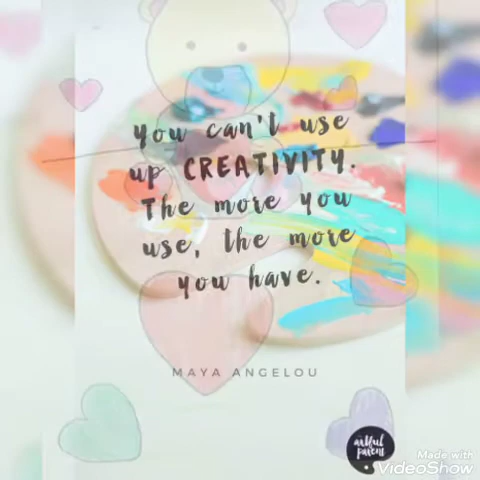 you can't use
up CREATIVITY.
The more you
use, the more
you have.
MAYA ANGELOU
artful
parent
Made with
VideoShow